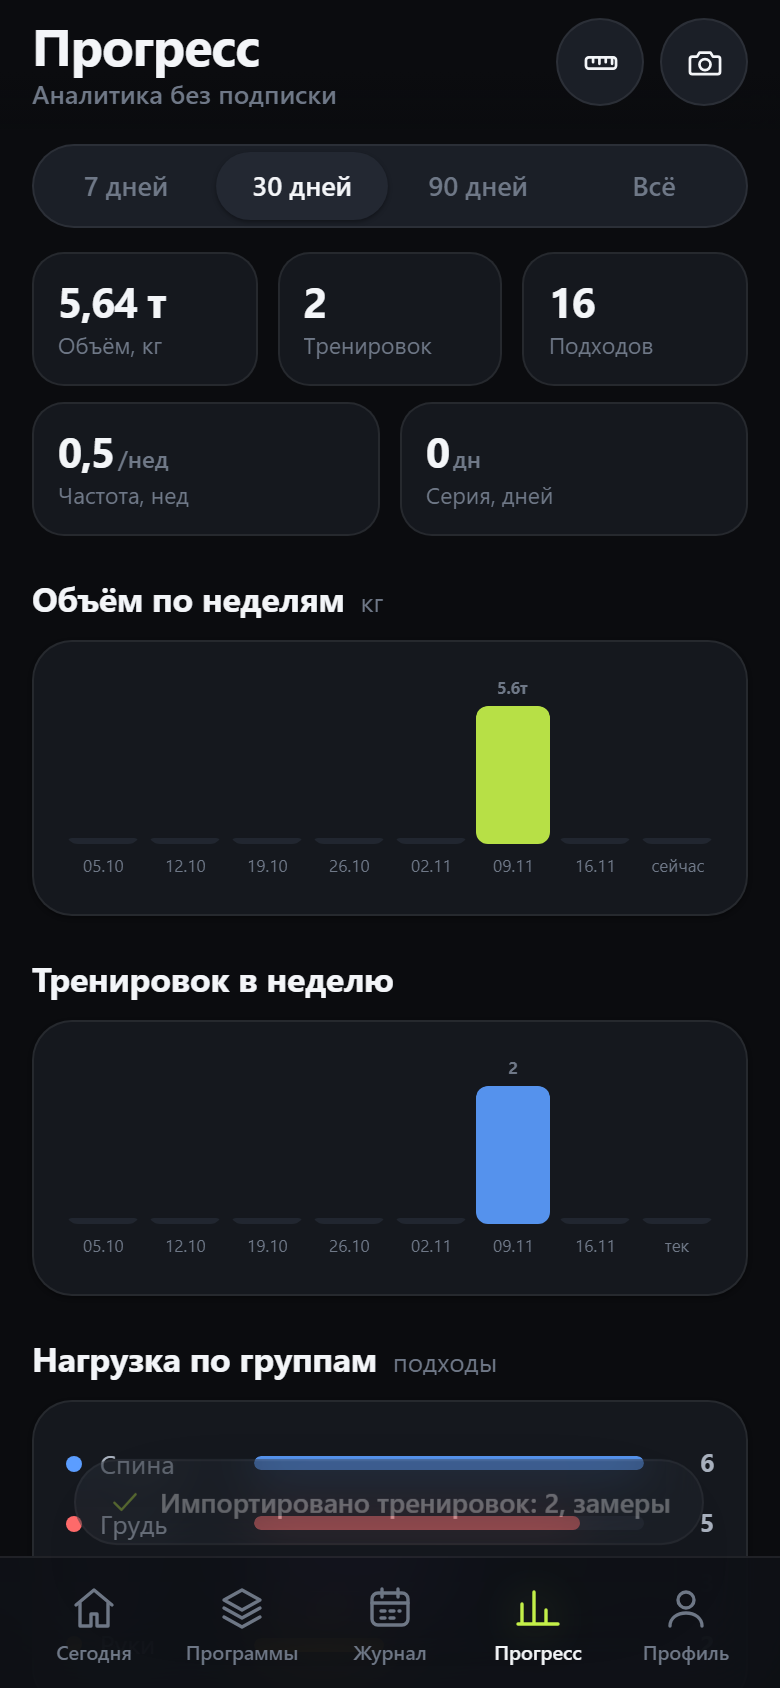 Прогресс
Аналитика без подписки
7 дней 30 дней 90 дней Всё
5,64 т 2 16
Объём, кг Тренировок Подходов
0,5 /нед 0 дн
Частота, нед Серия, дней
Объём по неделям кг
5.6т
05.10 12.10 19.10 26.10 02.11 09.11 16.11 сейчас
Тренировок в неделю
2
05.10 12.10 19.10 26.10 02.11 09.11 16.11 тек
Нагрузка по группам подходы
Спина 6
Импортировано тренировок: 2, замеры
Грудь 5
Сегодня Программы Журнал Прогресс Профиль